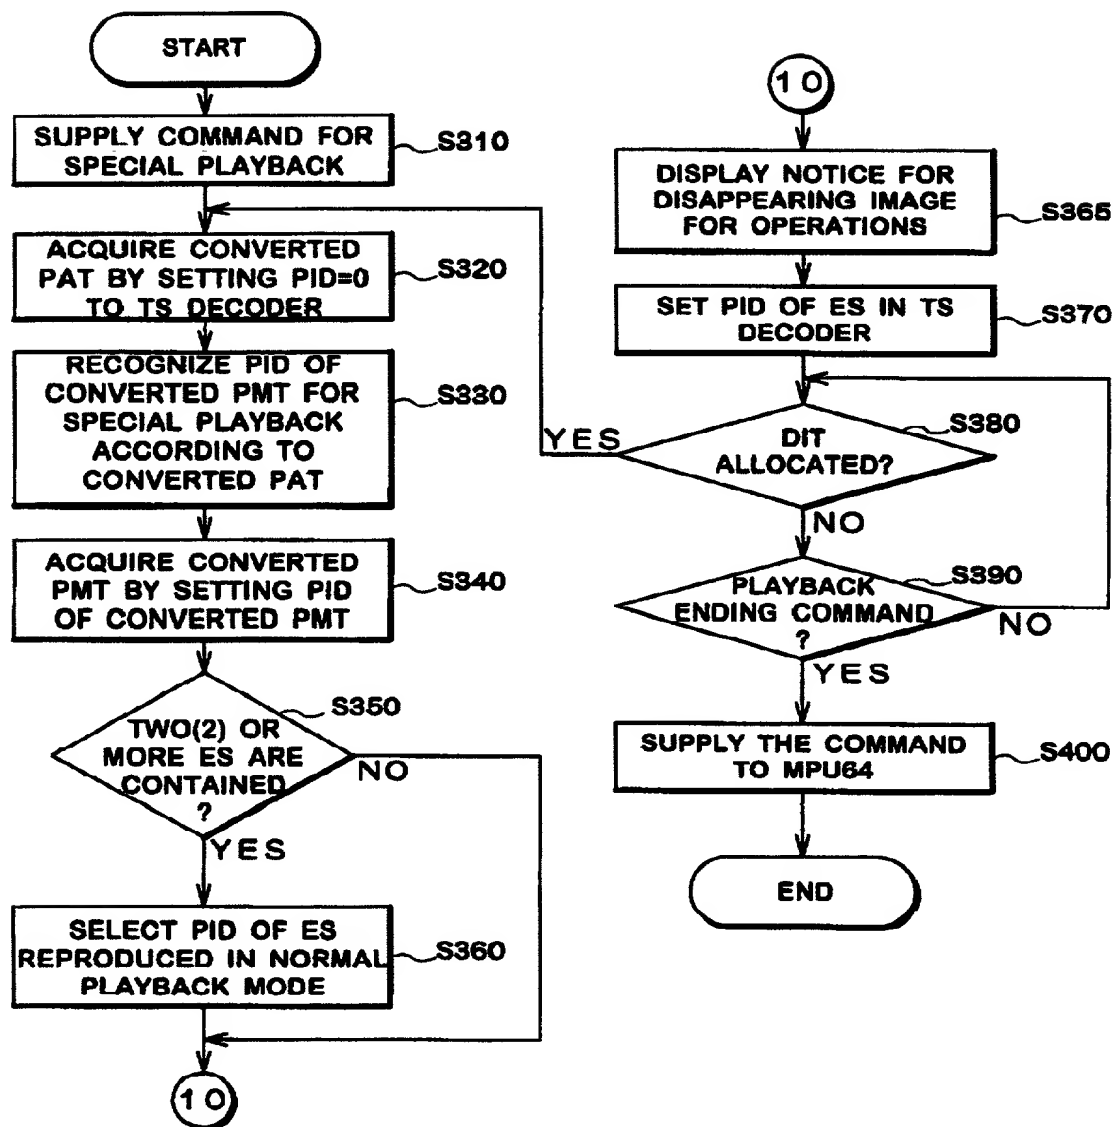 START
SUPPLY COMMAND FOR
SPECIAL PLAYBACK
S310
ACQUIRE CONVERTED
PAT BY SETTING PID=0
TO TS DECODER
S320
RECOGNIZE PID OF
CONVERTED PMT FOR
SPECIAL PLAYBACK
ACCORDING TO
CONVERTED PAT
S330
ACQUIRE CONVERTED
PMT BY SETTING PID
OF CONVERTED PMT
S340
TWO(2) OR
MORE ES ARE
CONTAINED
?
S350
NO
YES
SELECT PID OF ES
REPRODUCED IN NORMAL
PLAYBACK MODE
S360
10
10
DISPLAY NOTICE FOR
DISAPPEARING IMAGE
FOR OPERATIONS
S365
SET PID OF ES IN TS
DECODER
S370
DIT
ALLOCATED?
S380
YES
NO
PLAYBACK
ENDING COMMAND
?
S390
NO
YES
SUPPLY THE COMMAND
TO MPU64
S400
END